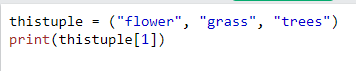 thistuple = ("flower", "grass", "trees")
print(thistuple[1])